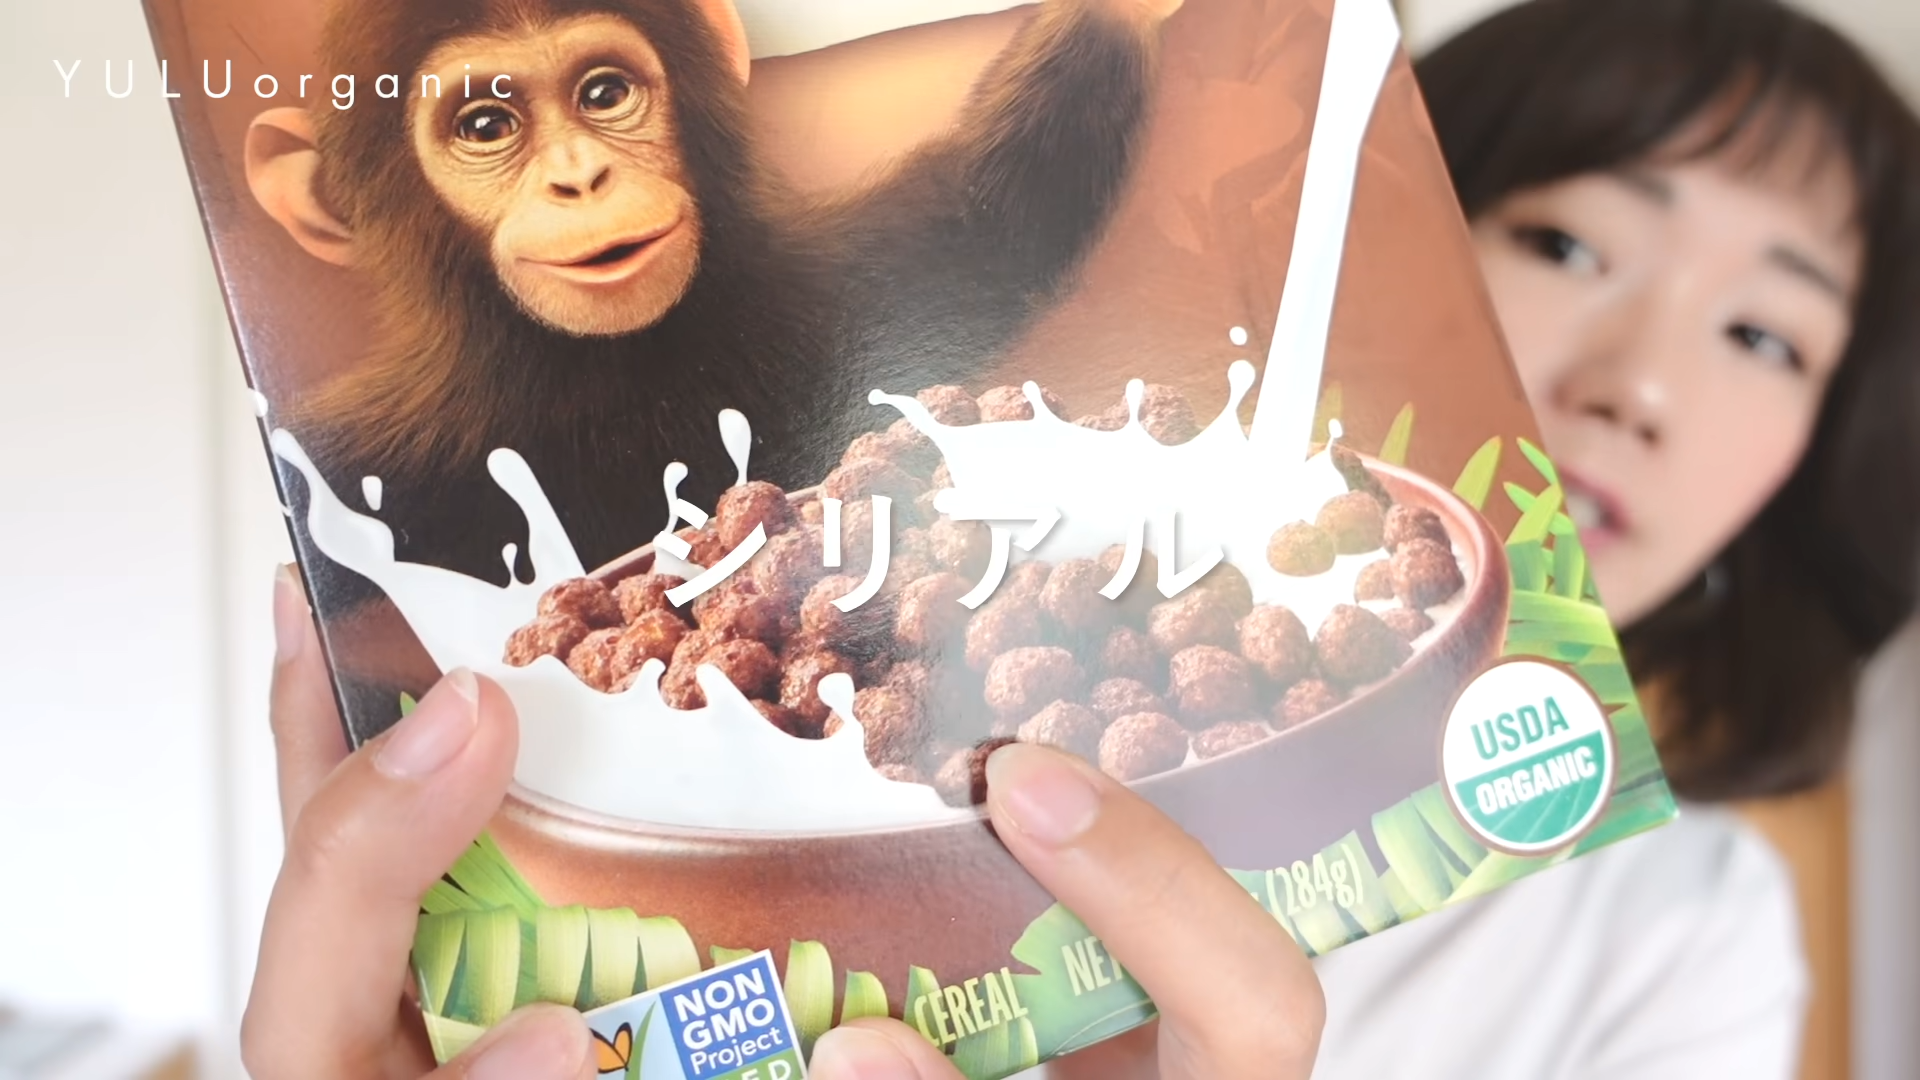 YULUorganic
シリアル
USDA
ORGANIC
(284g)
CEREAL
NON
GMO
Project